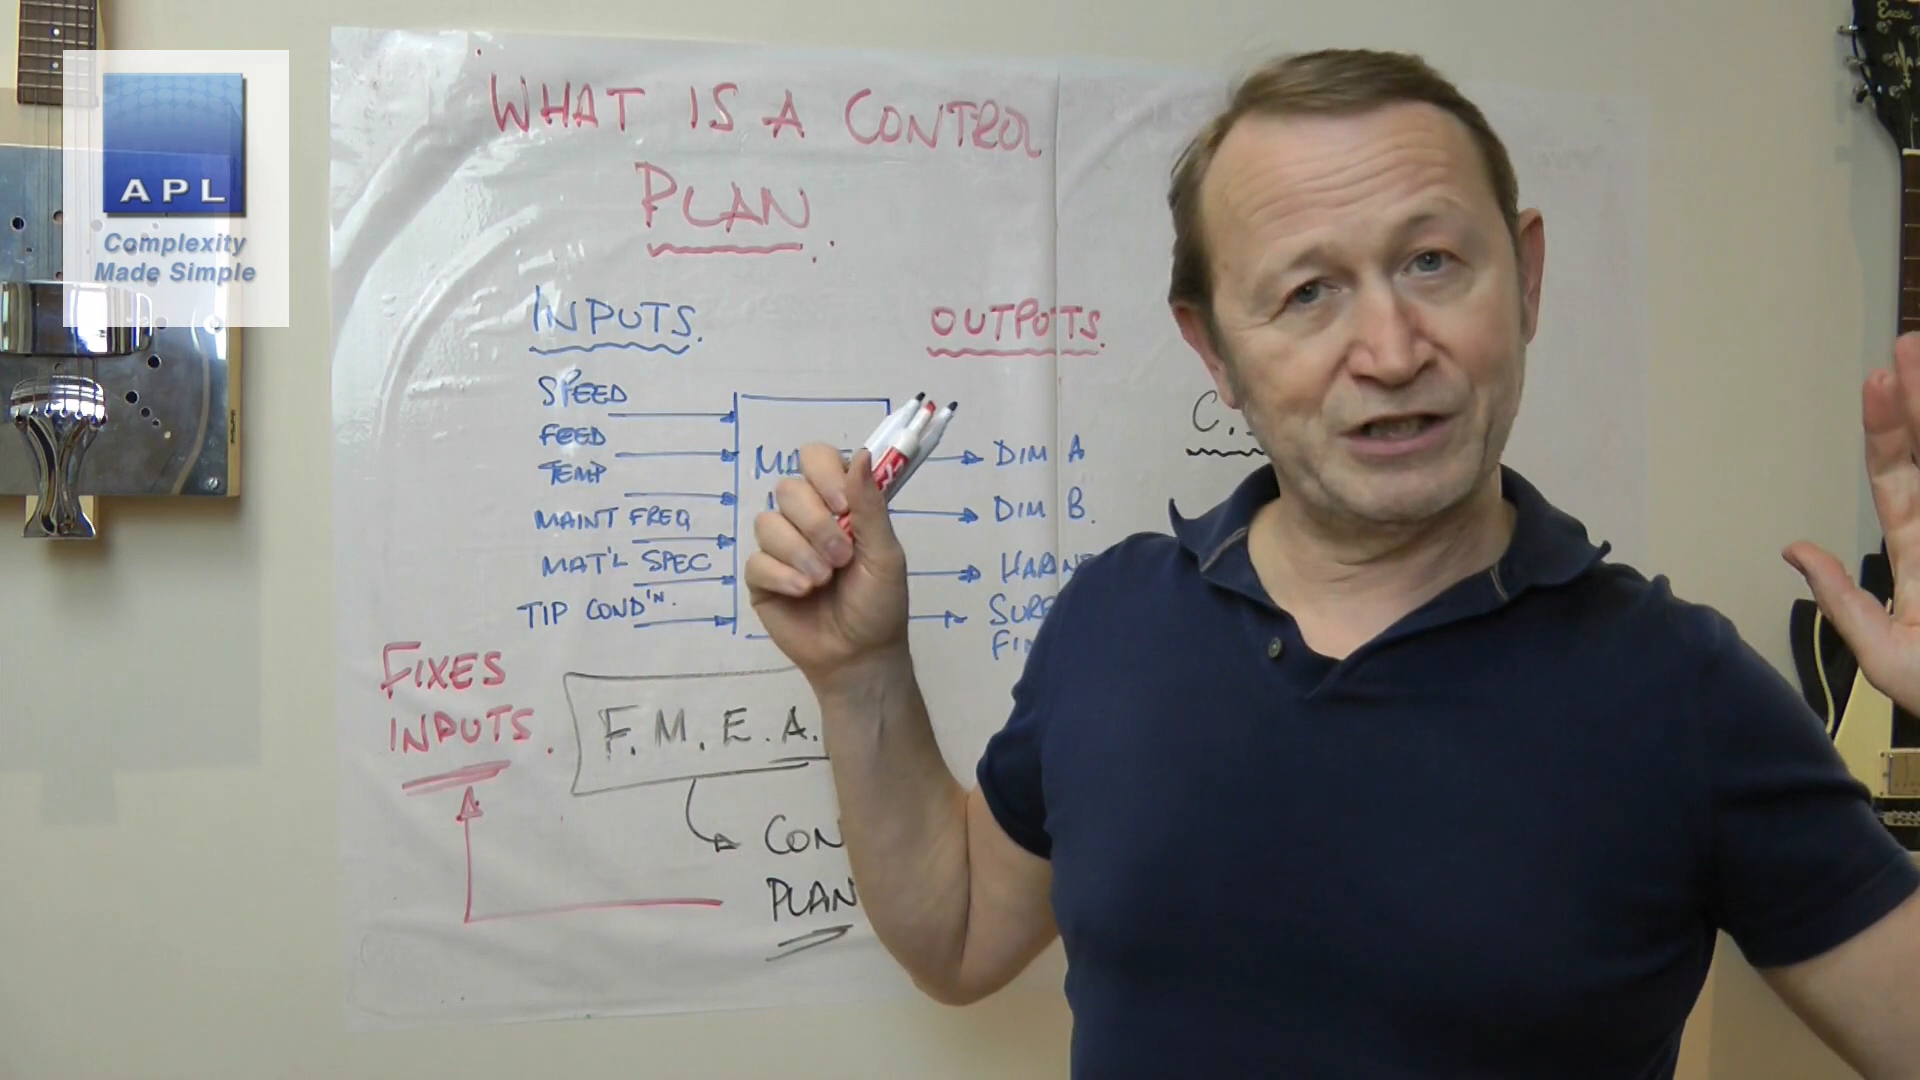 APL
Complexity
Made Simple
WHAT IS A CONTROL
PLAN.
INPUTS.
OUTPUTS.
SPEED
FEED
TEMP
MAINT FREQ
MAT'L SPEC
TIP COND'N.
DIM A
DIM B.
FIXES
INPUTS.
F.M.E.A.
PLAN